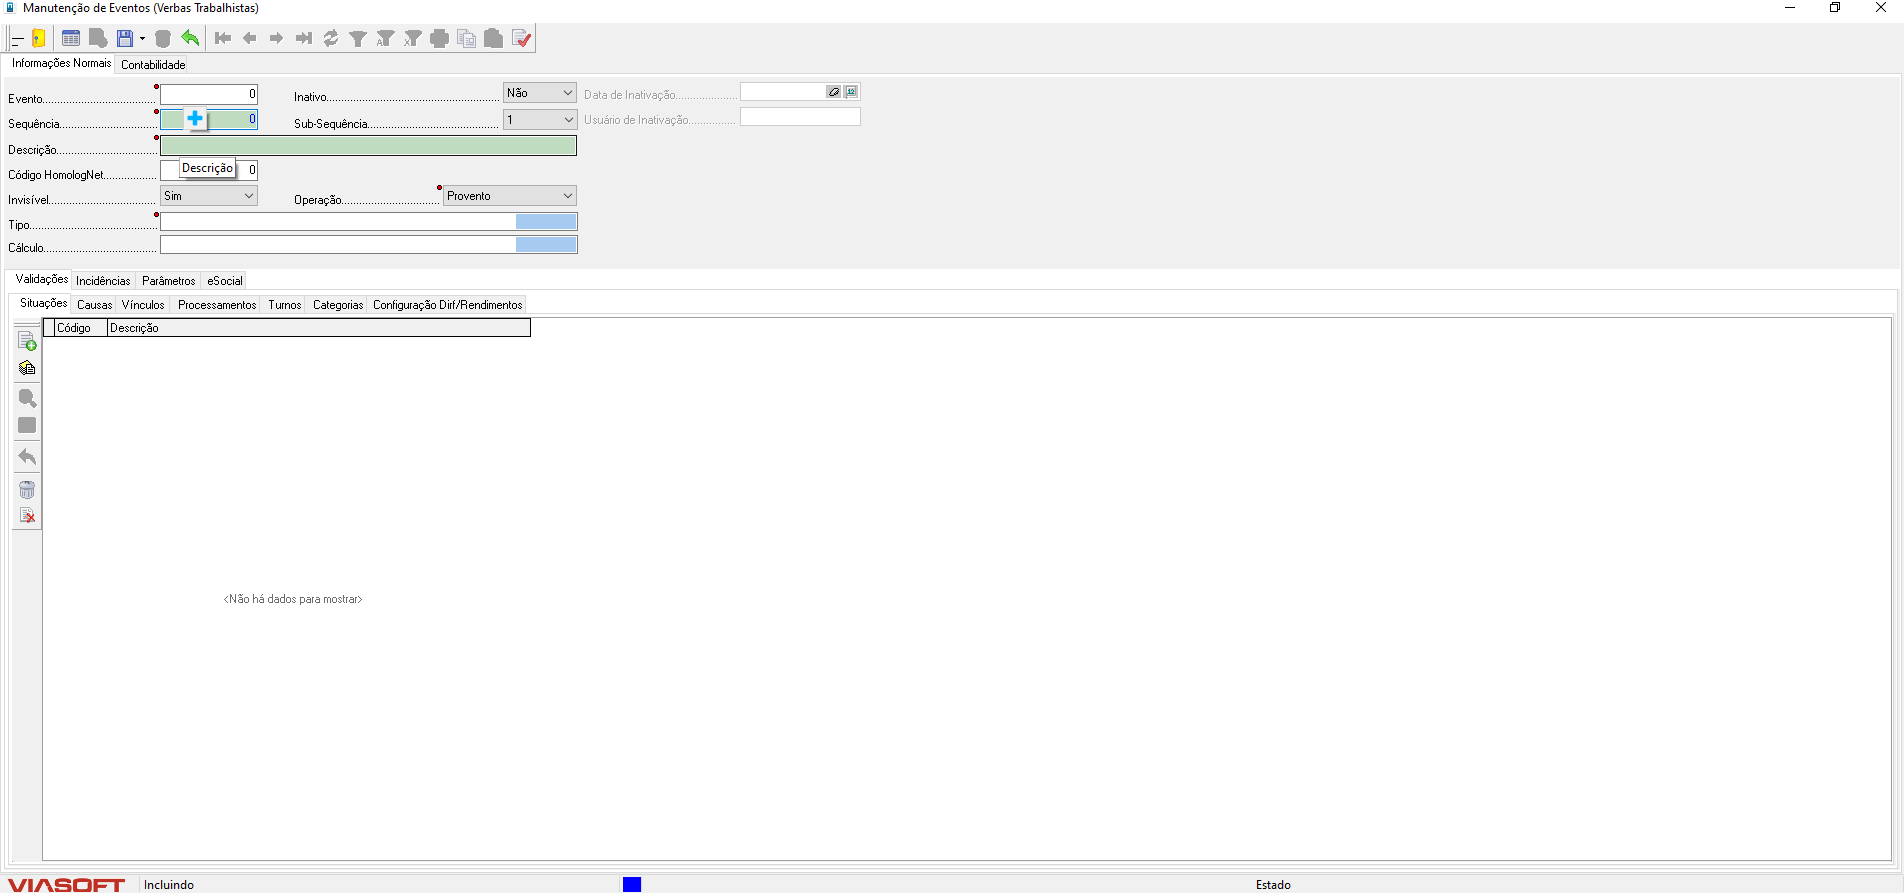 Manutenção de Eventos (Verbas Trabalhistas)
Informações Normais Contabilidade
Evento 0 Inativo Não Data de Inativação
Sequência 0 Sub-Sequência 1 Usuário de Inativação
Descrição
Código HomologNet Descrição 0
Invisível Sim Operação Provento
Tipo
Cálculo
Validações Incidências Parâmetros eSocial
Situações Causas Vínculos Processamentos Turnos Categorias Configuração Dirf/Rendimentos
Código Descrição
<Não há dados para mostrar>
VIASOFT Incluindo Estado